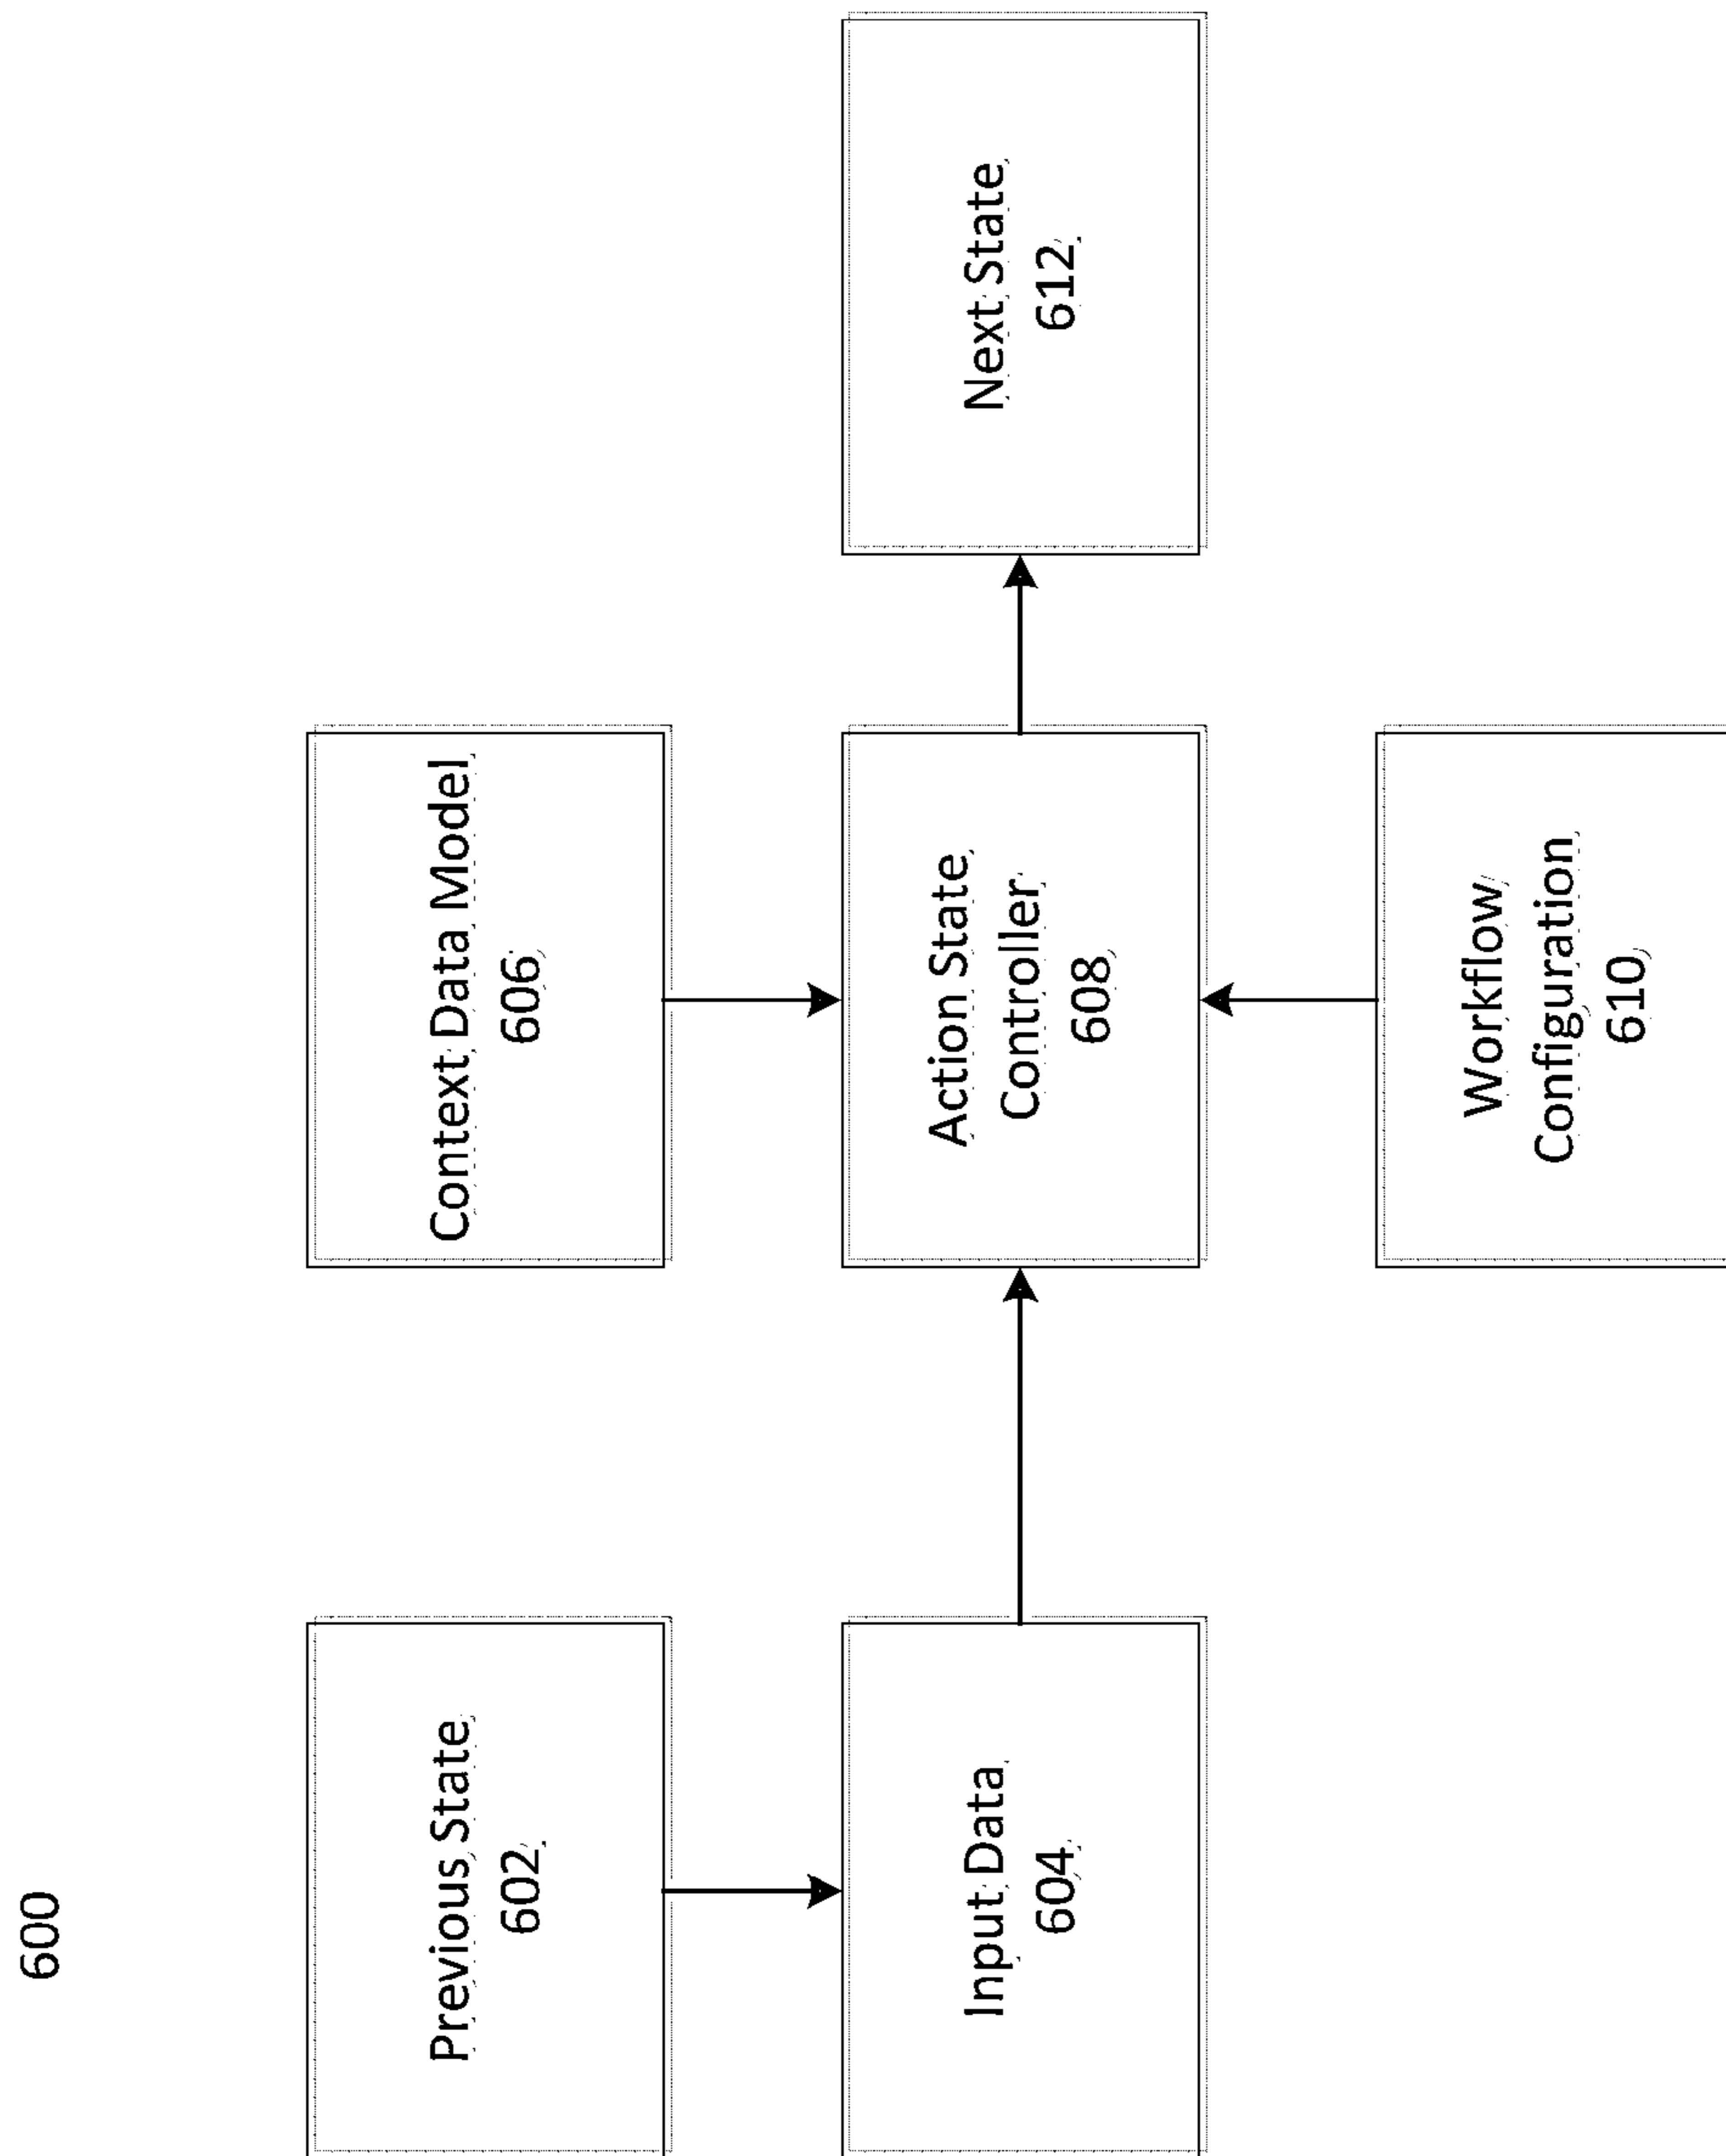 600
Previous State
602
Context Data Model
606
Input Data
604
Action State
Controller
608
Next State
612
Workflow
Configuration
610